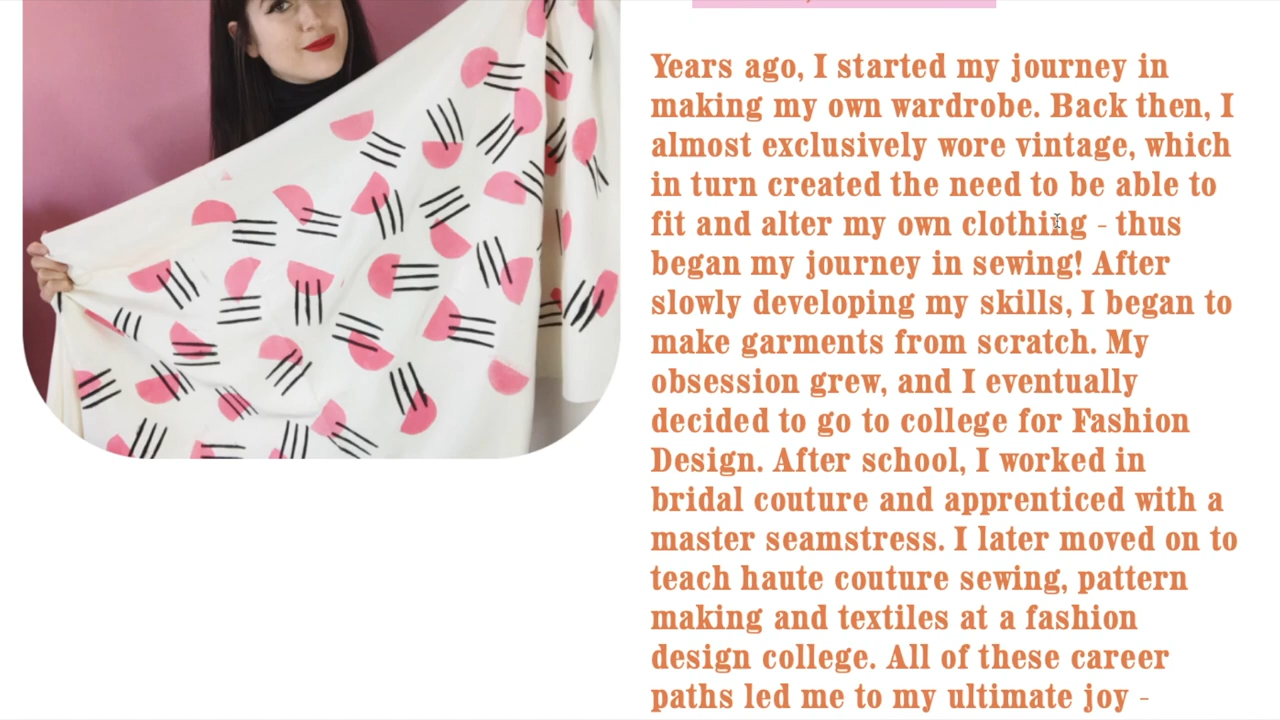 Years ago, I started my journey in
making my own wardrobe. Back then, I
almost exclusively wore vintage, which
in turn created the need to be able to
fit and alter my own clothing - thus
began my journey in sewing! After
slowly developing my skills, I began to
make garments from scratch. My
obsession grew, and I eventually
decided to go to college for Fashion
Design. After school, I worked in
bridal couture and apprenticed with a
master seamstress. I later moved on to
teach haute couture sewing, pattern
making and textiles at a fashion
design college. All of these career
paths led me to my ultimate joy -